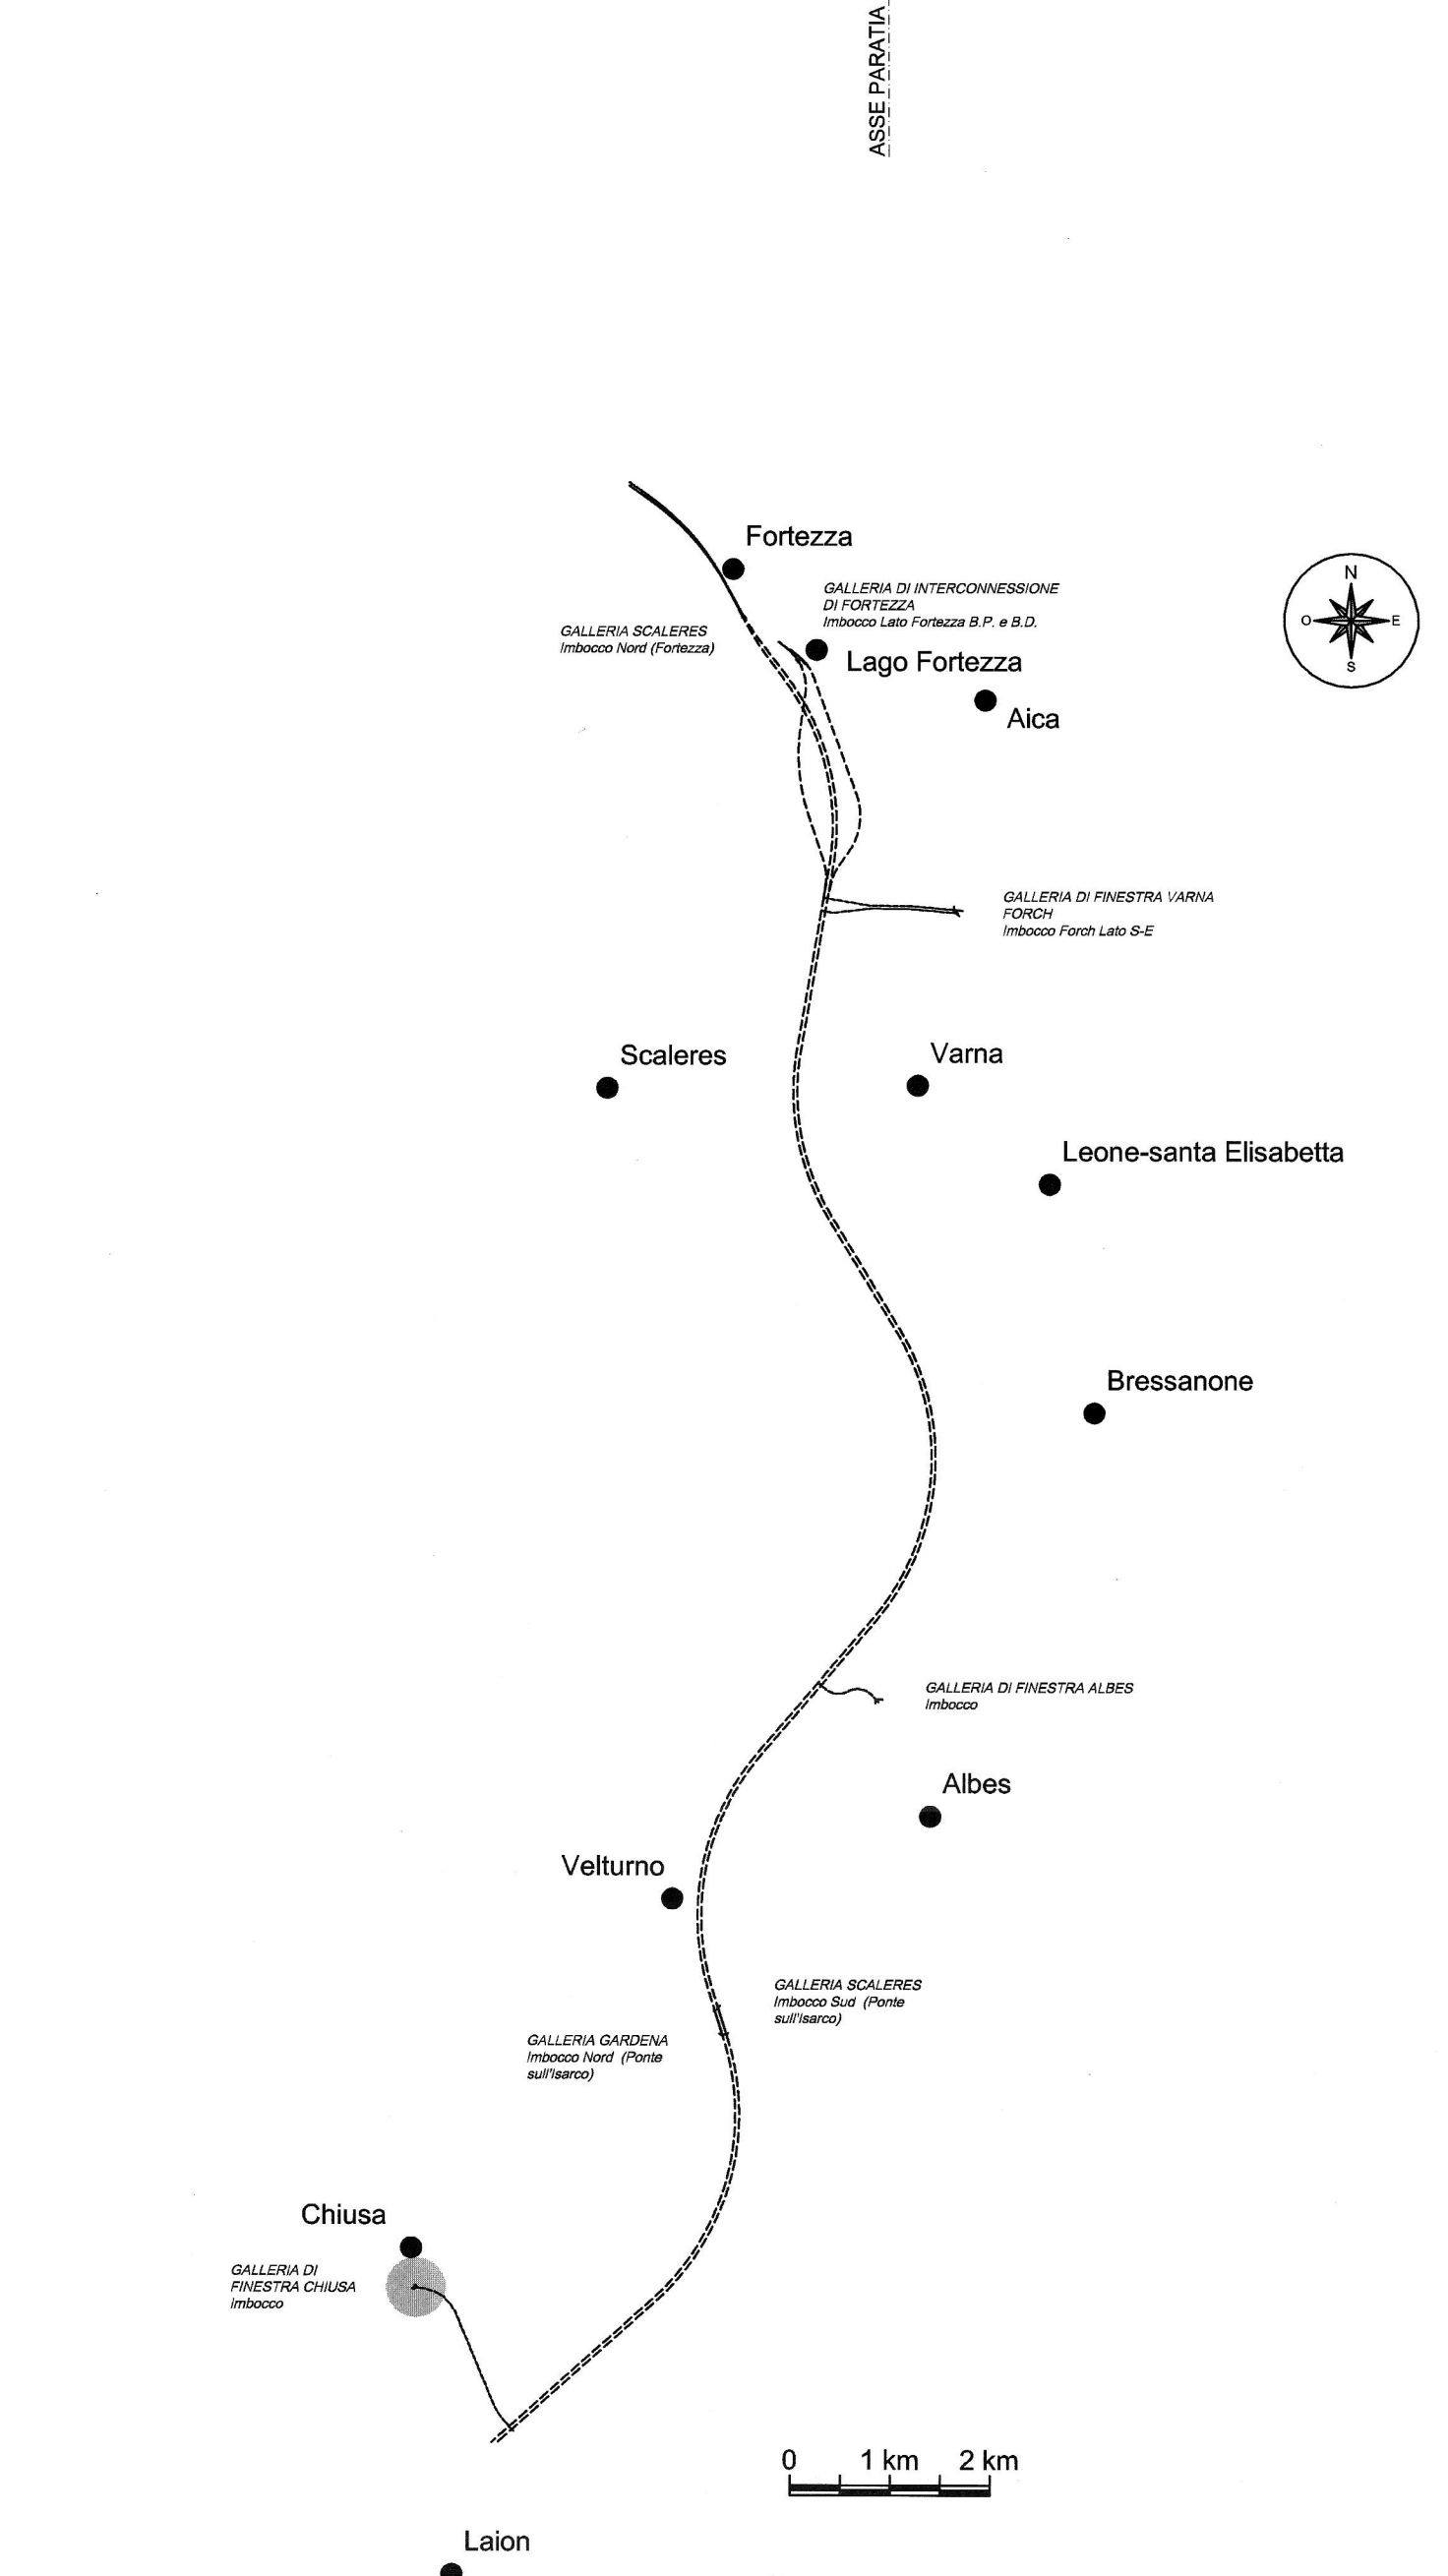 ASSE PARATIA
Fortezza
GALLERIA DI INTERCONNESSIONE
DI FORTEZZA
Imbocco Lato Fortezza B.P. e B.D.
N
O
E
S
GALLERIA SCALERES
Imbocco Nord (Fortezza)
Lago Fortezza
Aica
GALLERIA DI FINESTRA VARNA
FORCH
Imbocco Forch Lato S-E
Scaleres
Varna
Leone-santa Elisabetta
Bressanone
GALLERIA DI FINESTRA ALBES
Imbocco
Albes
Velturno
GALLERIA SCALERES
Imbocco Sud (Ponte
sull'Isarco)
GALLERIA GARDENA
Imbocco Nord (Ponte
sull'Isarco)
Chiusa
GALLERIA DI
FINESTRA CHIUSA
Imbocco
0 1 km 2 km
Laion